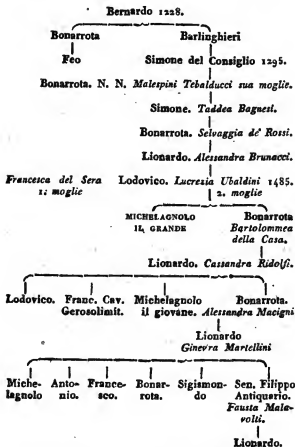 Bernardo 1228.
Bonarrota Barlinghieri
Feo Simone del Consiglio 1295.
Bonarrota. N. N. Malespini Tebalducci sua moglie.
Simone. Taddea Bagnesi.
Bonarrota. Selvaggia de' Rossi.
Lionardo. Alessandra Brunacci.
Francesca del Sera Lodovico. Lucrezia Ubaldini 1485.
1. moglie 2. moglie
MICHELAGNOLO Bonarrota
IL GRANDE Bartolommea
della Casa.
Lionardo. Cassandra Ridolfi.
Lodovico. Franc. Cav. Michelagnolo Bonarrota.
Gerosolimit. il giovane. Alessandra Macigni
Lionardo
Ginevra Martellini
Miche- Anto- France- Bonar- Sigismon- Sen. Filippo
lagnolo nio. sco. rota. do Antiquario.
Fausta Mala-
volti.
Lionardo.